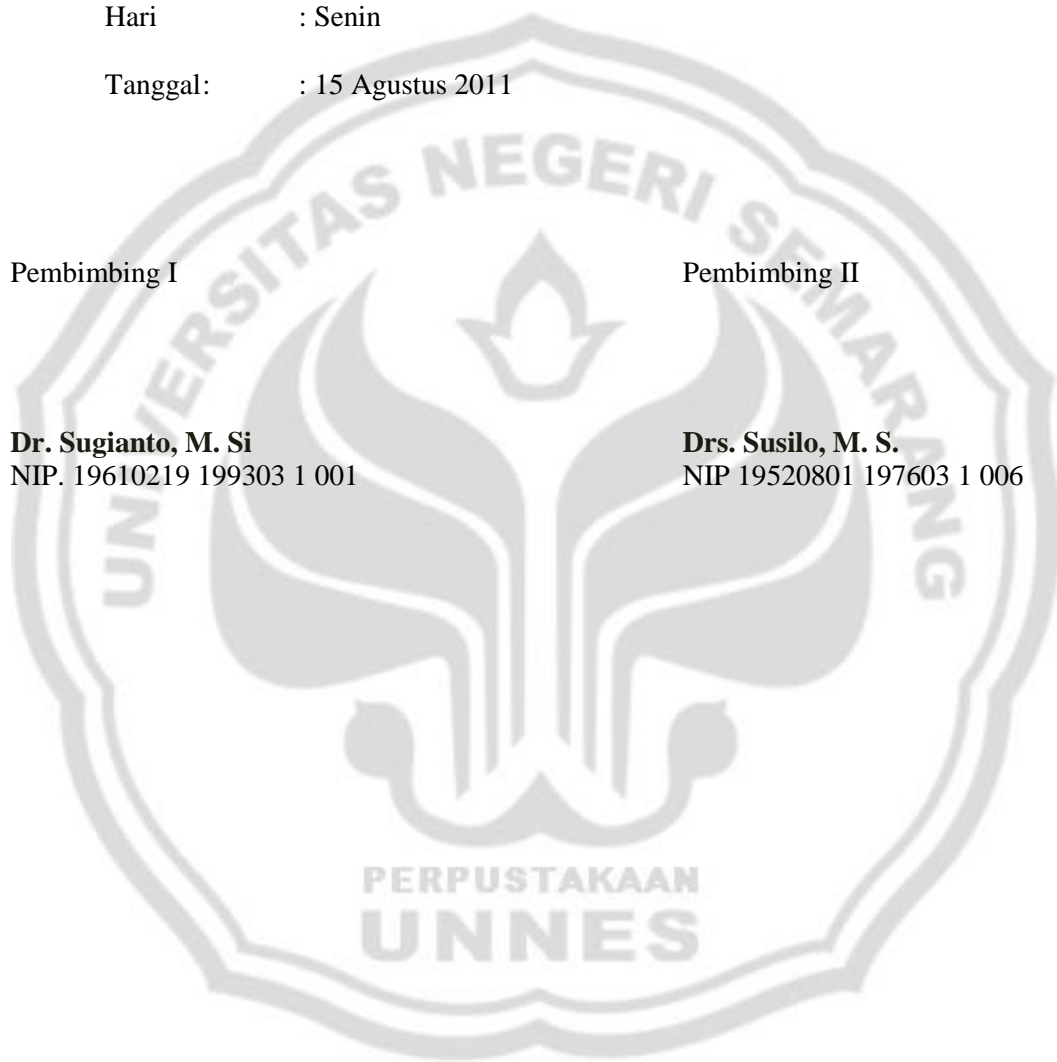 Hari : Senin
Tanggal: : 15 Agustus 2011
UNIVERSITAS NEGERI SEMARANG
Pembimbing I Pembimbing II
Dr. Sugianto, M. Si Drs. Susilo, M. S.
NIP. 19610219 199303 1 001 NIP 19520801 197603 1 006
PERPUSTAKAAN
UNNES